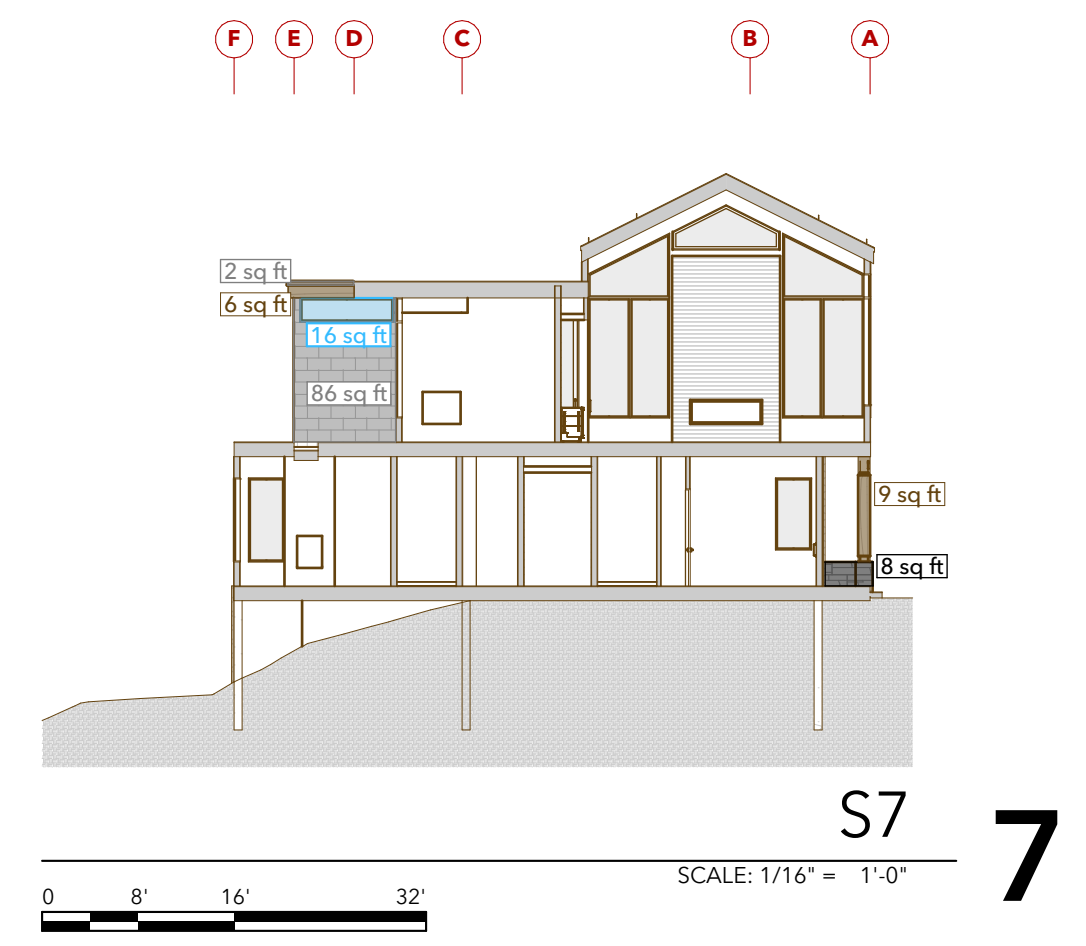 F E D C B A
2 sq ft
6 sq ft
16 sq ft
86 sq ft
9 sq ft
8 sq ft
S7
7
SCALE: 1/16" = 1'-0"
0 8' 16' 32'